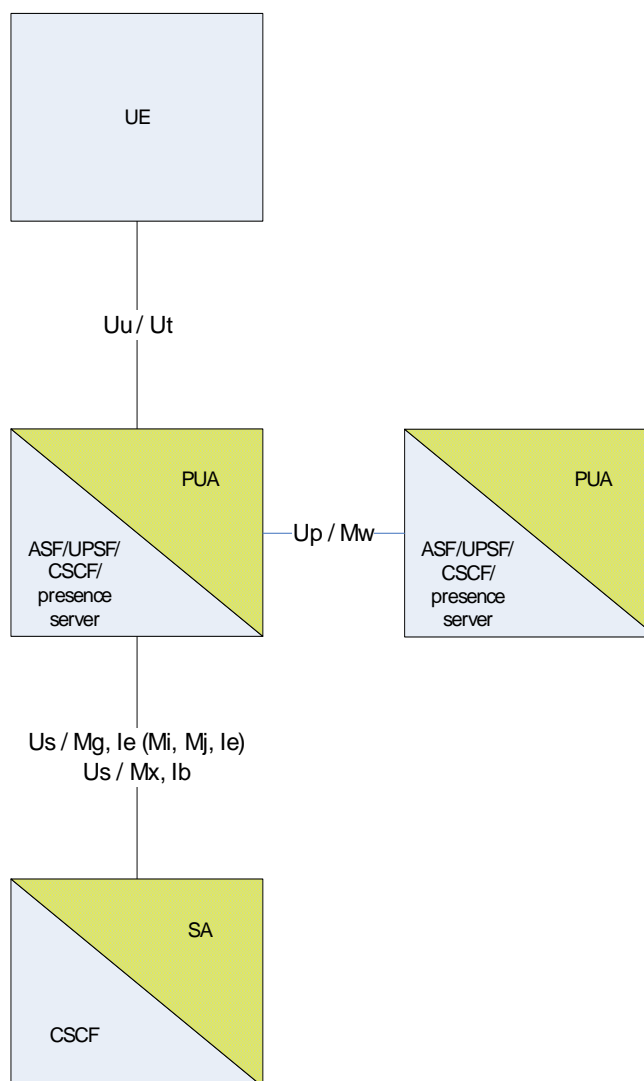 UE
Uu / Ut
PUA
ASF/UPSF/
CSCF/
presence
server
Up / Mw
PUA
ASF/UPSF/
CSCF/
presence
server
Us / Mg, Ie (Mi, Mj, Ie)
Us / Mx, Ib
SA
CSCF